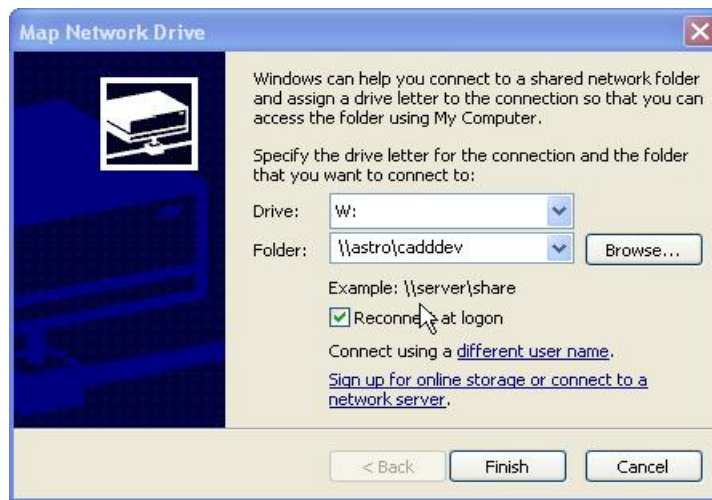 Map Network Drive
Windows can help you connect to a shared network folder
and assign a drive letter to the connection so that you can
access the folder using My Computer.
Specify the drive letter for the connection and the folder
that you want to connect to:
Drive: W:
Folder: \\astro\cadddev Browse...
Example: \\server\share
Reconnect at logon
Connect using a different user name.
Sign up for online storage or connect to a
network server.
< Back Finish Cancel